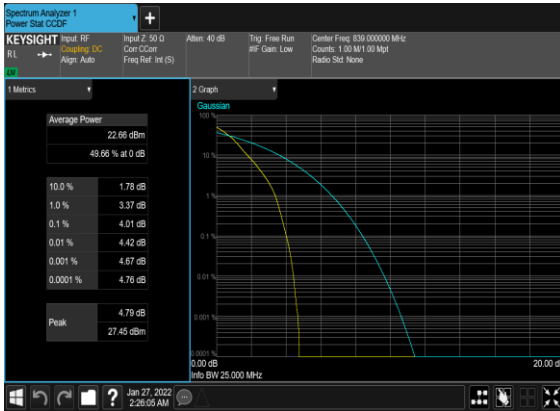 Spectrum Analyzer 1
Power Stat CCDF
+
KEYSIGHT
RL
LXI
Input: RF
Coupling: DC
Align: Auto
Input Z: 50 Ω
Corr CCorr
Freq Ref: Int (S)
Atten: 40 dB
Trig: Free Run
#IF Gain: Low
Center Freq: 839.000000 MHz
Counts: 1.00 M/1.00 Mpt
Radio Std: None
1 Metrics
Average Power
22.66 dBm
49.66 % at 0 dB
10.0 % 1.78 dB
1.0 % 3.37 dB
0.1 % 4.01 dB
0.01 % 4.42 dB
0.001 % 4.67 dB
0.0001 % 4.76 dB
Peak
4.79 dB
27.45 dBm
2 Graph
Gaussian
100 %
10 %
1 %
0.1 %
0.01 %
0.001 %
0.0001 %
0.00 dB
20.00 d
Info BW 25.000 MHz
?
Jan 27, 2022
2:26:05 AM